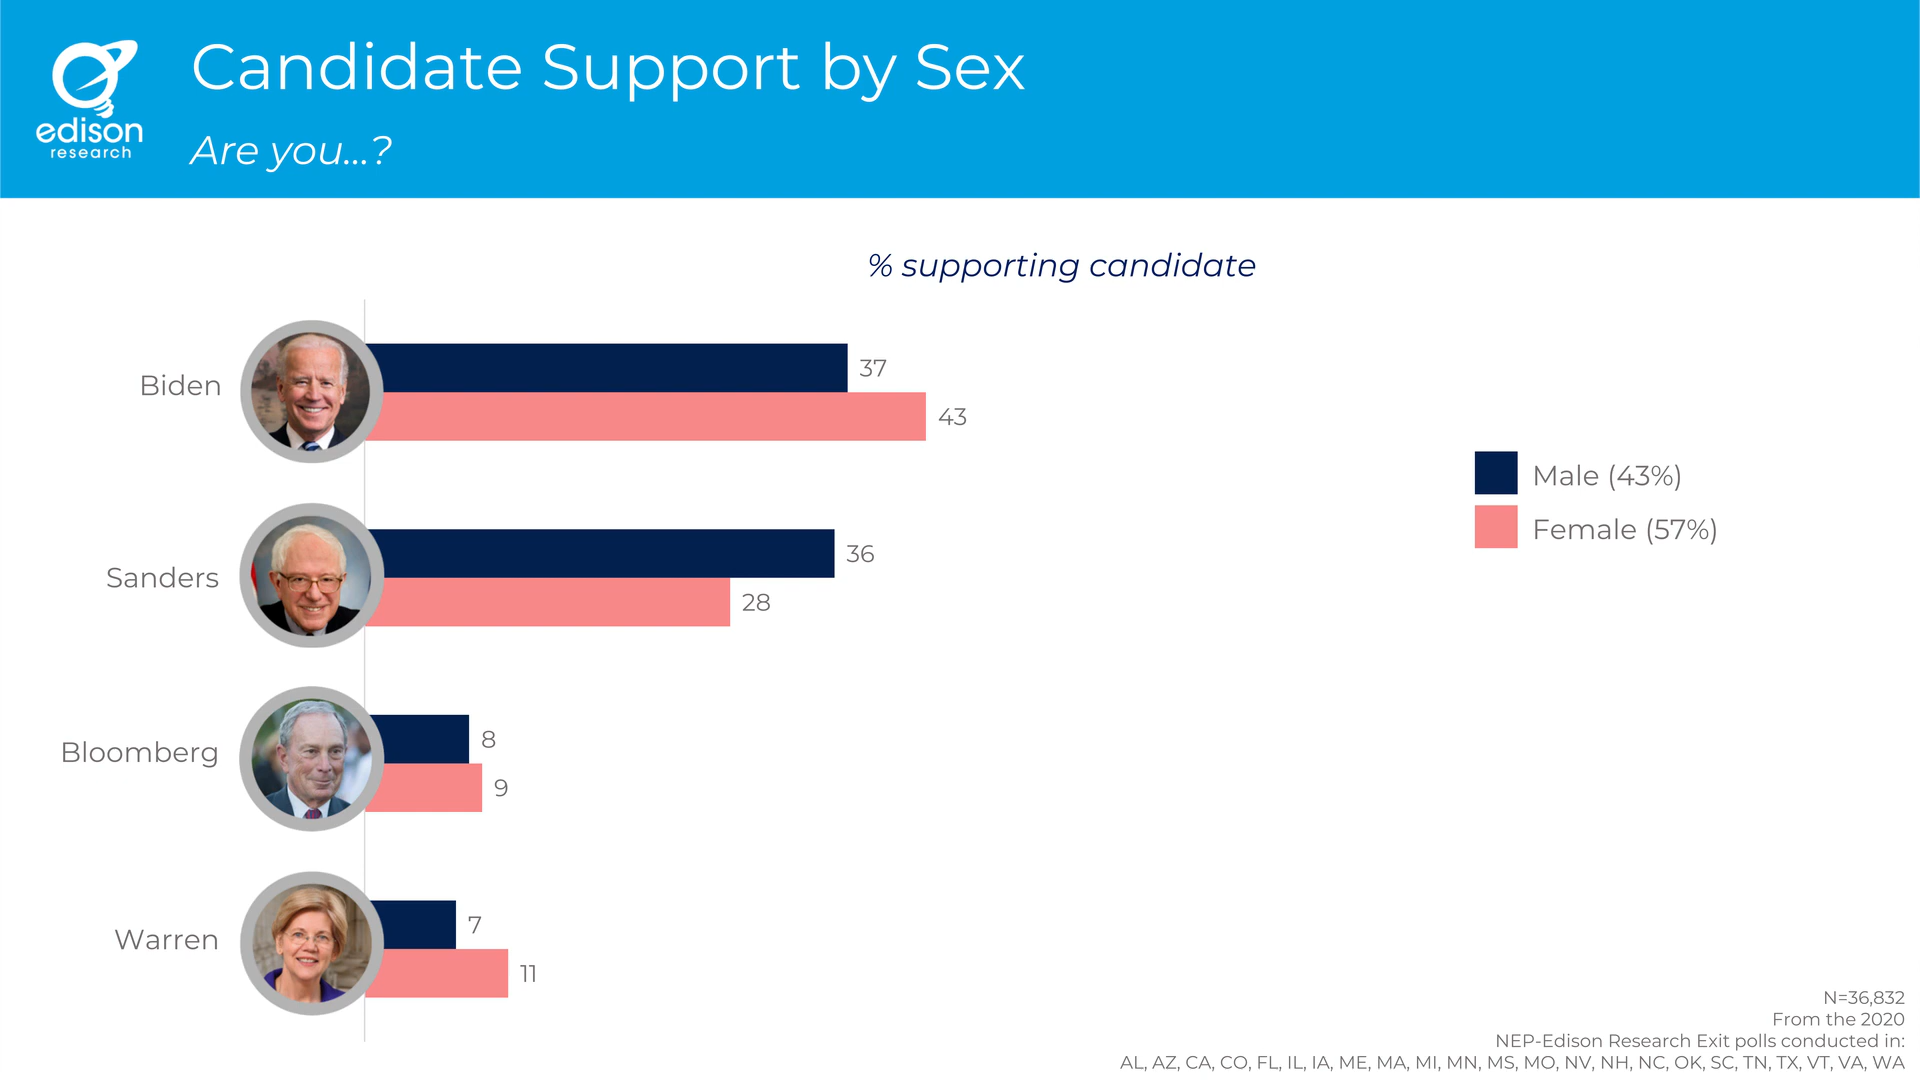 edison
research
Candidate Support by Sex
Are you...?
% supporting candidate
Biden
37
43
Sanders
36
28
Bloomberg
8
9
Warren
7
11
Male (43%)
Female (57%)
N=36,832
From the 2020
NEP-Edison Research Exit polls conducted in:
AL, AZ, CA, CO, FL, IL, IA, ME, MA, MI, MN, MS, MO, NV, NH, NC, OK, SC, TN, TX, VT, VA, WA